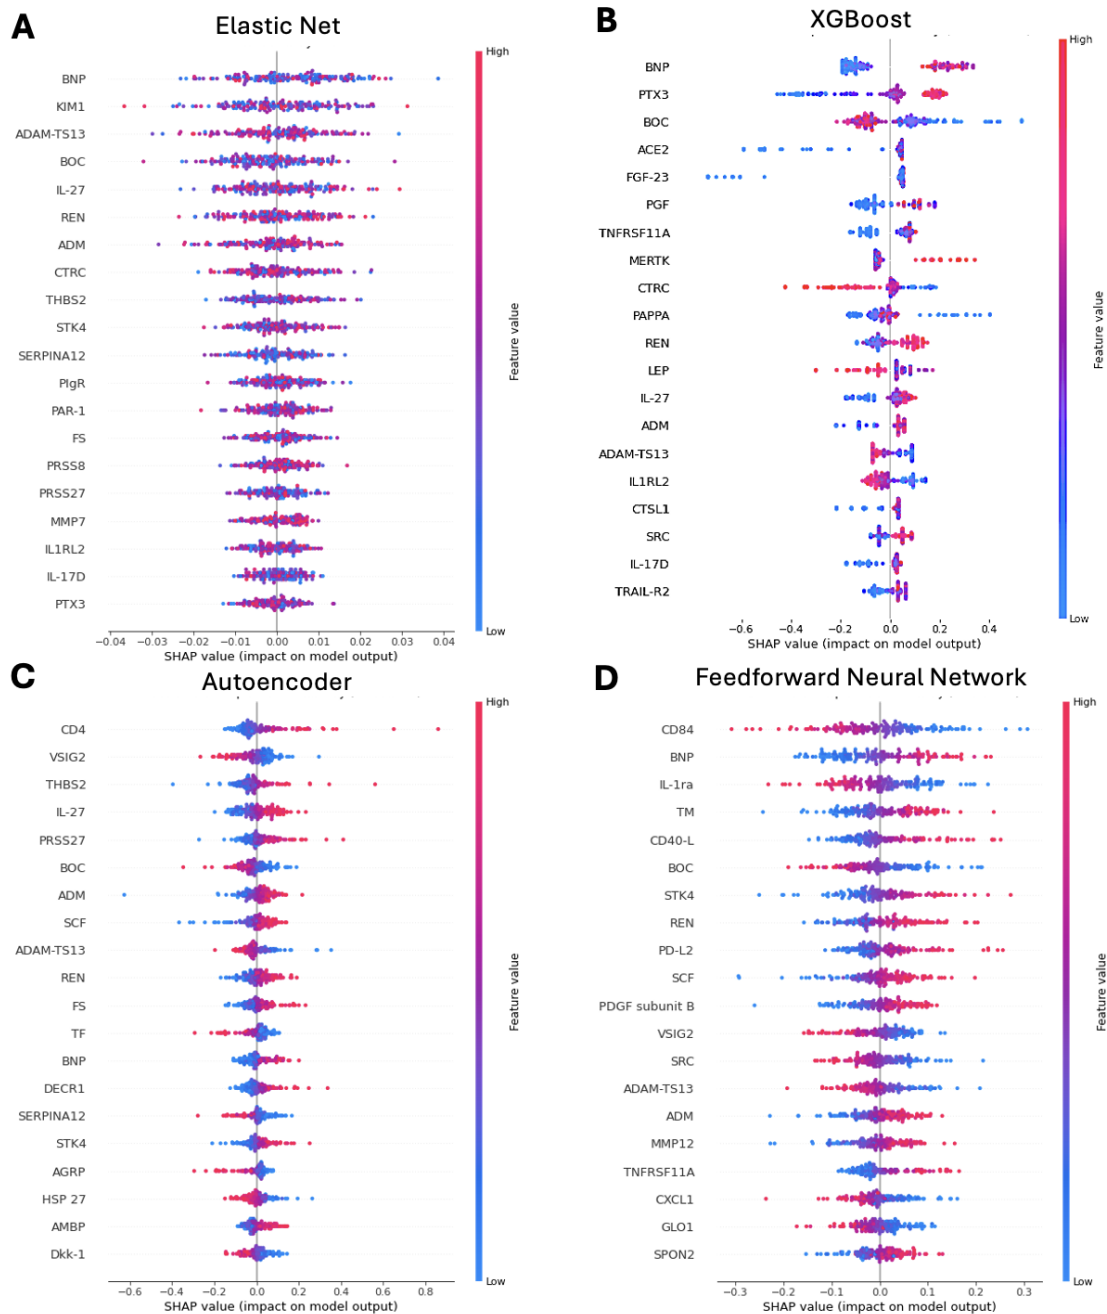 A
Elastic Net
High
BNP
KIM1
ADAM-TS13
BOC
IL-27
REN
ADM
CTRC
THBS2
STK4
SERPINA12
PIgR
PAR-1
FS
PRSS8
PRSS27
MMP7
IL1RL2
IL-17D
PTX3
Feature value
Low
−0.04 −0.03 −0.02 −0.01 0.00 0.01 0.02 0.03 0.04
SHAP value (impact on model output)
B
XGBoost
High
BNP
PTX3
BOC
ACE2
FGF-23
PGF
TNFRSF11A
MERTK
CTRC
PAPPA
REN
LEP
IL-27
ADM
ADAM-TS13
IL1RL2
CTSL1
SRC
IL-17D
TRAIL-R2
Feature value
Low
−0.6 −0.4 −0.2 0.0 0.2 0.4
SHAP value (impact on model output)
C
Autoencoder
High
CD4
VSIG2
THBS2
IL-27
PRSS27
BOC
ADM
SCF
ADAM-TS13
REN
FS
TF
BNP
DECR1
SERPINA12
STK4
AGRP
HSP 27
AMBP
Dkk-1
Feature value
Low
−0.6 −0.4 −0.2 0.0 0.2 0.4 0.6 0.8
SHAP value (impact on model output)
D
Feedforward Neural Network
High
CD84
BNP
IL-1ra
TM
CD40-L
BOC
STK4
REN
PD-L2
SCF
PDGF subunit B
VSIG2
SRC
ADAM-TS13
ADM
MMP12
TNFRSF11A
CXCL1
GLO1
SPON2
Feature value
Low
−0.3 −0.2 −0.1 0.0 0.1 0.2 0.3
SHAP value (impact on model output)